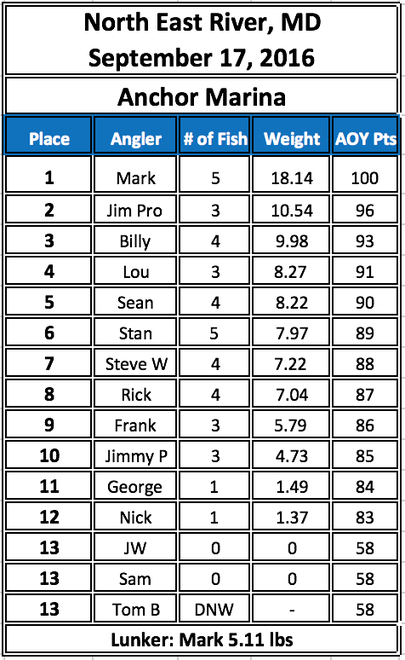 North East River, MD
September 17, 2016
Anchor Marina
Place Angler # of Fish Weight AOY Pts
1 Mark 5 18.14 100
2 Jim Pro 3 10.54 96
3 Billy 4 9.98 93
4 Lou 3 8.27 91
5 Sean 4 8.22 90
6 Stan 5 7.97 89
7 Steve W 4 7.22 88
8 Rick 4 7.04 87
9 Frank 3 5.79 86
10 Jimmy P 3 4.73 85
11 George 1 1.49 84
12 Nick 1 1.37 83
13 JW 0 0 58
13 Sam 0 0 58
13 Tom B DNW - 58
Lunker: Mark 5.11 lbs